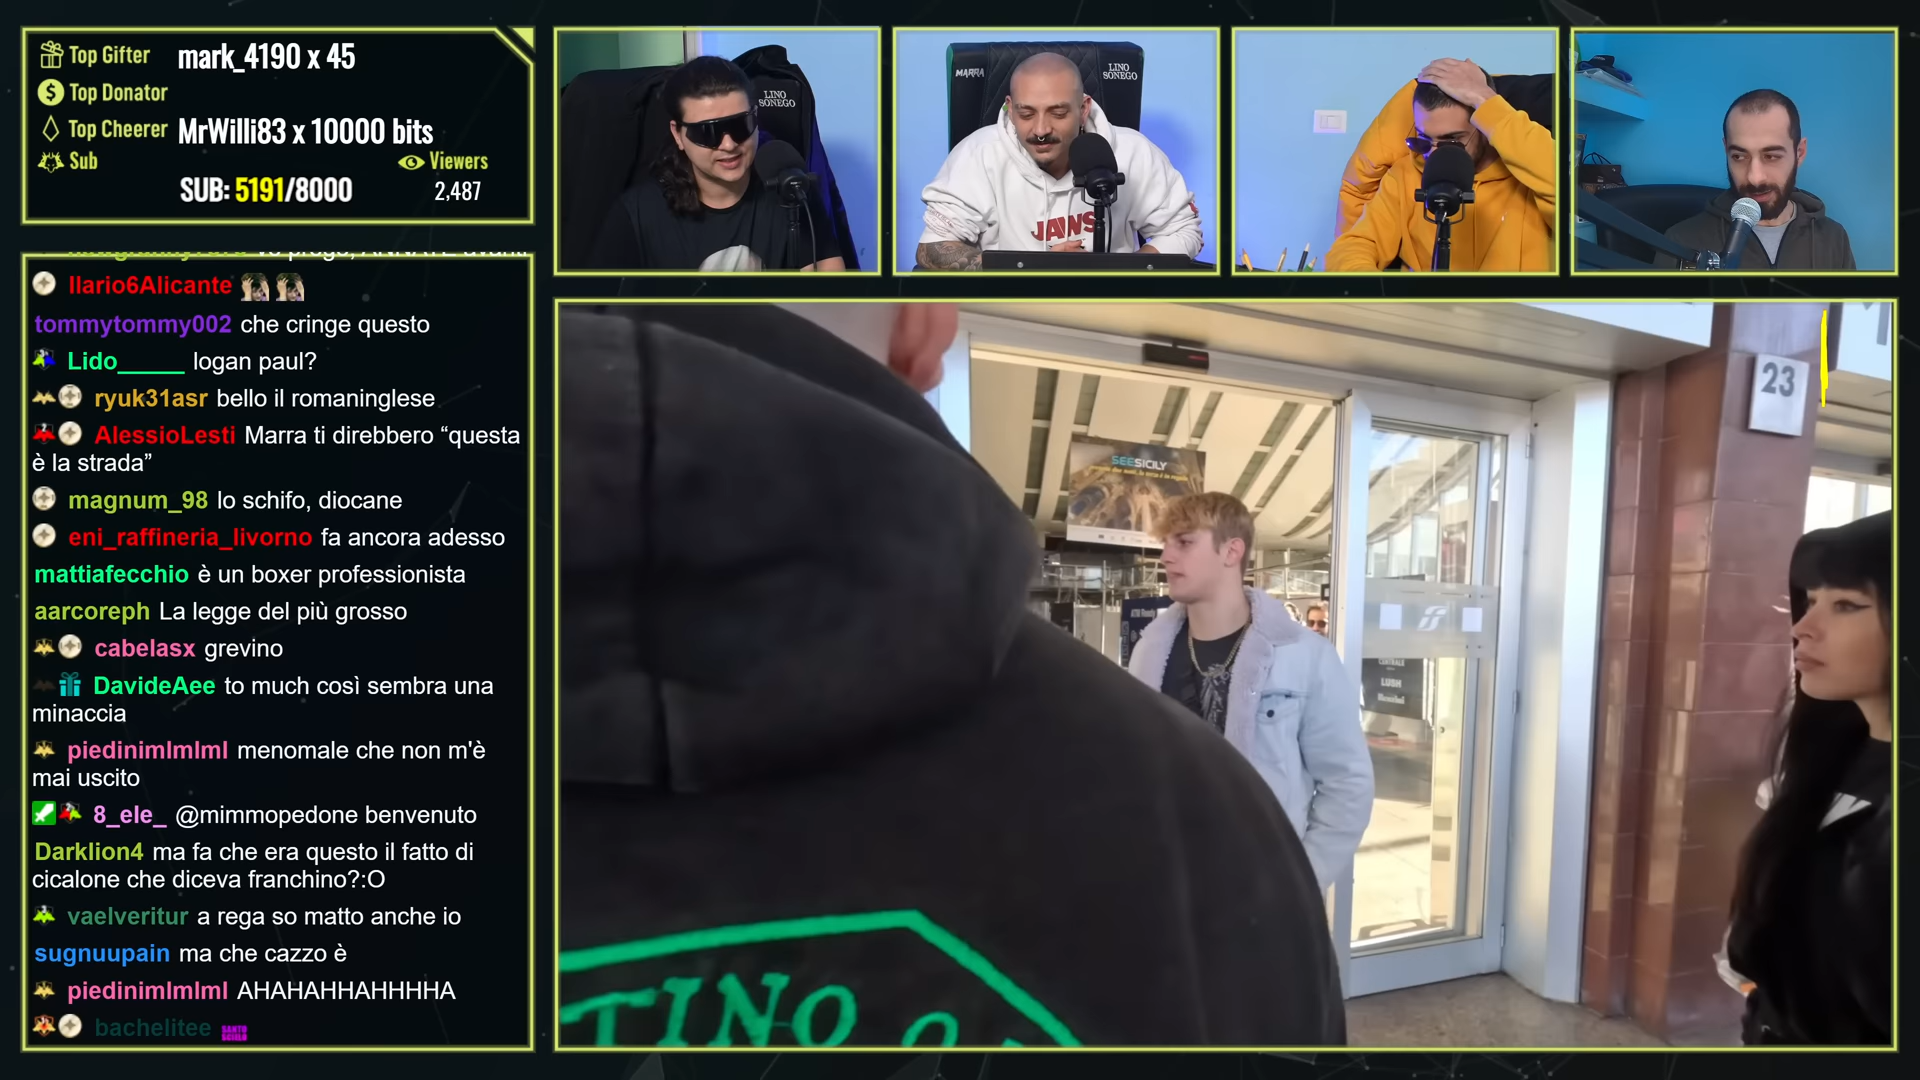 Top Gifter mark_4190 x 45
Top Donator
Top Cheerer MrWilli83 x 10000 bits
Sub Viewers
SUB: 5191/8000 2,487
Ilario6Alicante
tommytommy002 che cringe questo
Lido_____ logan paul?
ryuk31asr bello il romaninglese
AlessioLesti Marra ti direbbero “questa
è la strada”
magnum_98 lo schifo, diocane
eni_raffineria_livorno fa ancora adesso
mattiafecchio è un boxer professionista
aarcoreph La legge del più grosso
cabelasx grevino
DavideAee to much così sembra una
minaccia
piedinimlmlml menomale che non m'è
mai uscito
8_ele_ @mimmopedone benvenuto
Darklion4 ma fa che era questo il fatto di
cicalone che diceva franchino?:O
vaelveritur a rega so matto anche io
sugnuupain ma che cazzo è
piedinimlmlml AHAHAHHAHHHHA
bachelitee
LINO
SONEGO
MARRA
LINO
SONEGO
JAWS
23
SEESICILY
LUSH
TINO